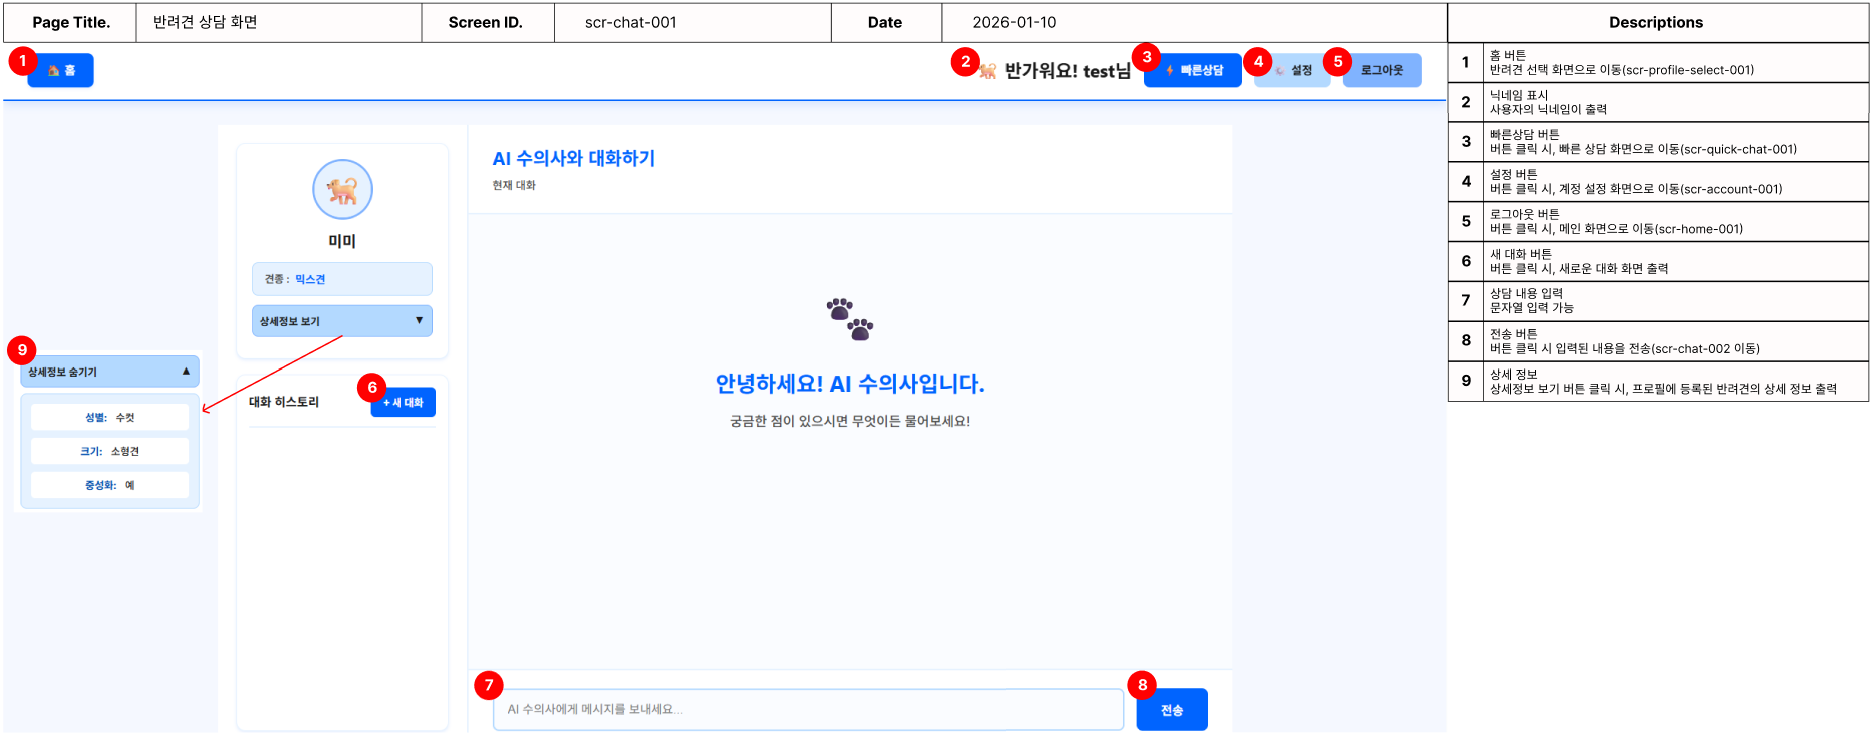 Page Title.
반려견 상담 화면
Screen ID.
scr-chat-001
Date
2026-01-10
Descriptions
1
홈
2
반가워요! test님
3
빠른상담
4
설정
5
로그아웃
미미
견종 : 믹스견
상세정보 보기 ▼
9
상세정보 숨기기 ▲
성별: 수컷
크기: 소형견
중성화: 예
대화 히스토리
6
+ 새 대화
AI 수의사와 대화하기
현재 대화
안녕하세요! AI 수의사입니다.
궁금한 점이 있으시면 무엇이든 물어보세요!
7
AI 수의사에게 메시지를 보내세요...
8
전송
1
홈 버튼
반려견 선택 화면으로 이동(scr-profile-select-001)
2
닉네임 표시
사용자의 닉네임이 출력
3
빠른상담 버튼
버튼 클릭 시, 빠른 상담 화면으로 이동(scr-quick-chat-001)
4
설정 버튼
버튼 클릭 시, 계정 설정 화면으로 이동(scr-account-001)
5
로그아웃 버튼
버튼 클릭 시, 메인 화면으로 이동(scr-home-001)
6
새 대화 버튼
버튼 클릭 시, 새로운 대화 화면 출력
7
상담 내용 입력
문자열 입력 가능
8
전송 버튼
버튼 클릭 시 입력된 내용을 전송(scr-chat-002 이동)
9
상세 정보
상세정보 보기 버튼 클릭 시, 프로필에 등록된 반려견의 상세 정보 출력